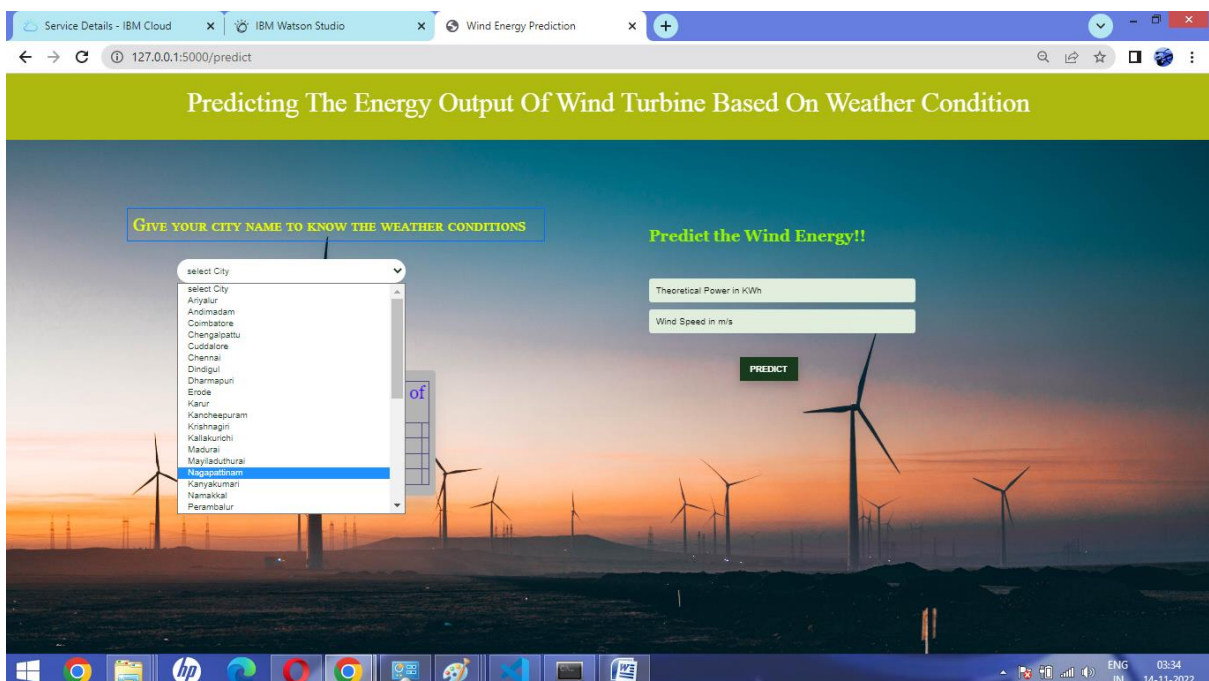 Service Details - IBM Cloud
IBM Watson Studio
Wind Energy Prediction
127.0.0.1:5000/predict
Predicting The Energy Output Of Wind Turbine Based On Weather Condition
Give your city name to know the weather conditions
select City
select City
Ariyalur
Andimadam
Coimbatore
Chengalpattu
Cuddalore
Chennai
Dindigul
Dharmapuri
Erode
Karur
Kancheepuram
Krishnagiri
Kallakurichi
Madurai
Mayiladuthurai
Nagapattinam
Kanyakumari
Namakkal
Perambalur
of
Predict the Wind Energy!!
Theoretical Power in KWh
Wind Speed in m/s
PREDICT
hp
ENG
IN
03:34
14-11-2022